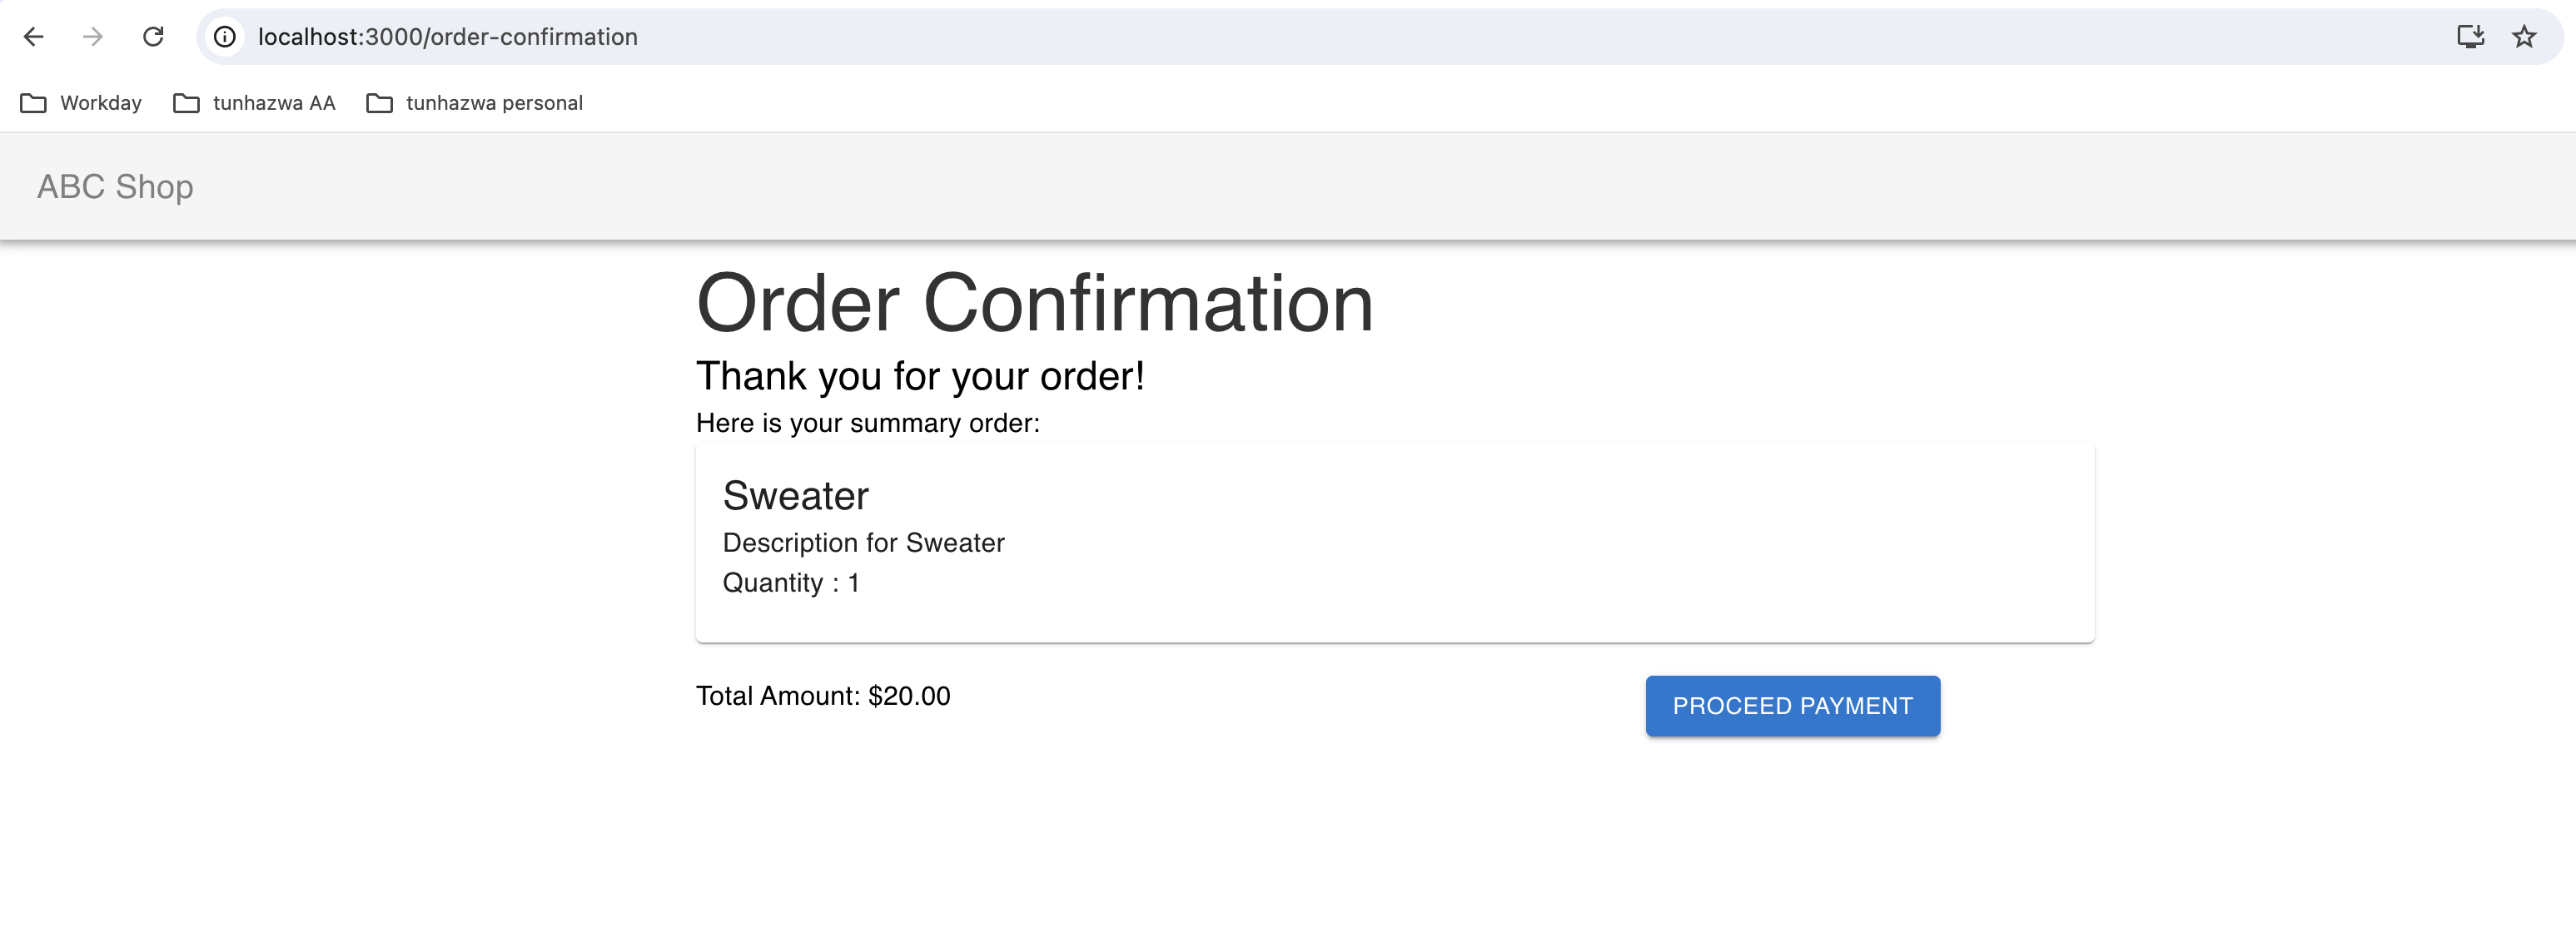 localhost:3000/order-confirmation
Workday tunhazwa AA tunhazwa personal
ABC Shop
Order Confirmation
Thank you for your order!
Here is your summary order:
Sweater
Description for Sweater
Quantity : 1
Total Amount: $20.00 PROCEED PAYMENT